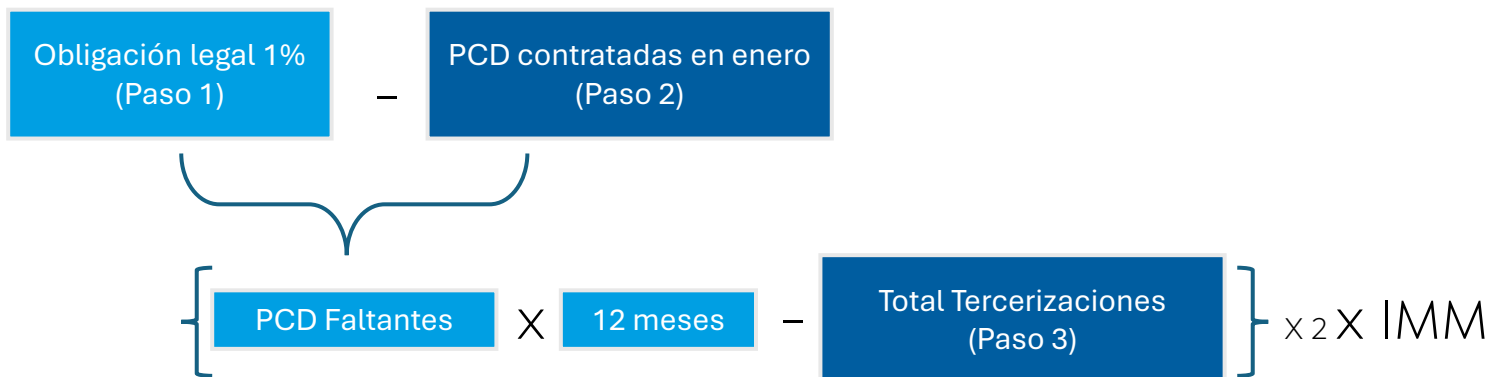 Obligación legal 1%
(Paso 1)
–
PCD contratadas en enero
(Paso 2)
PCD Faltantes
X
12 meses
–
Total Tercerizaciones
(Paso 3)
X 2 X IMM